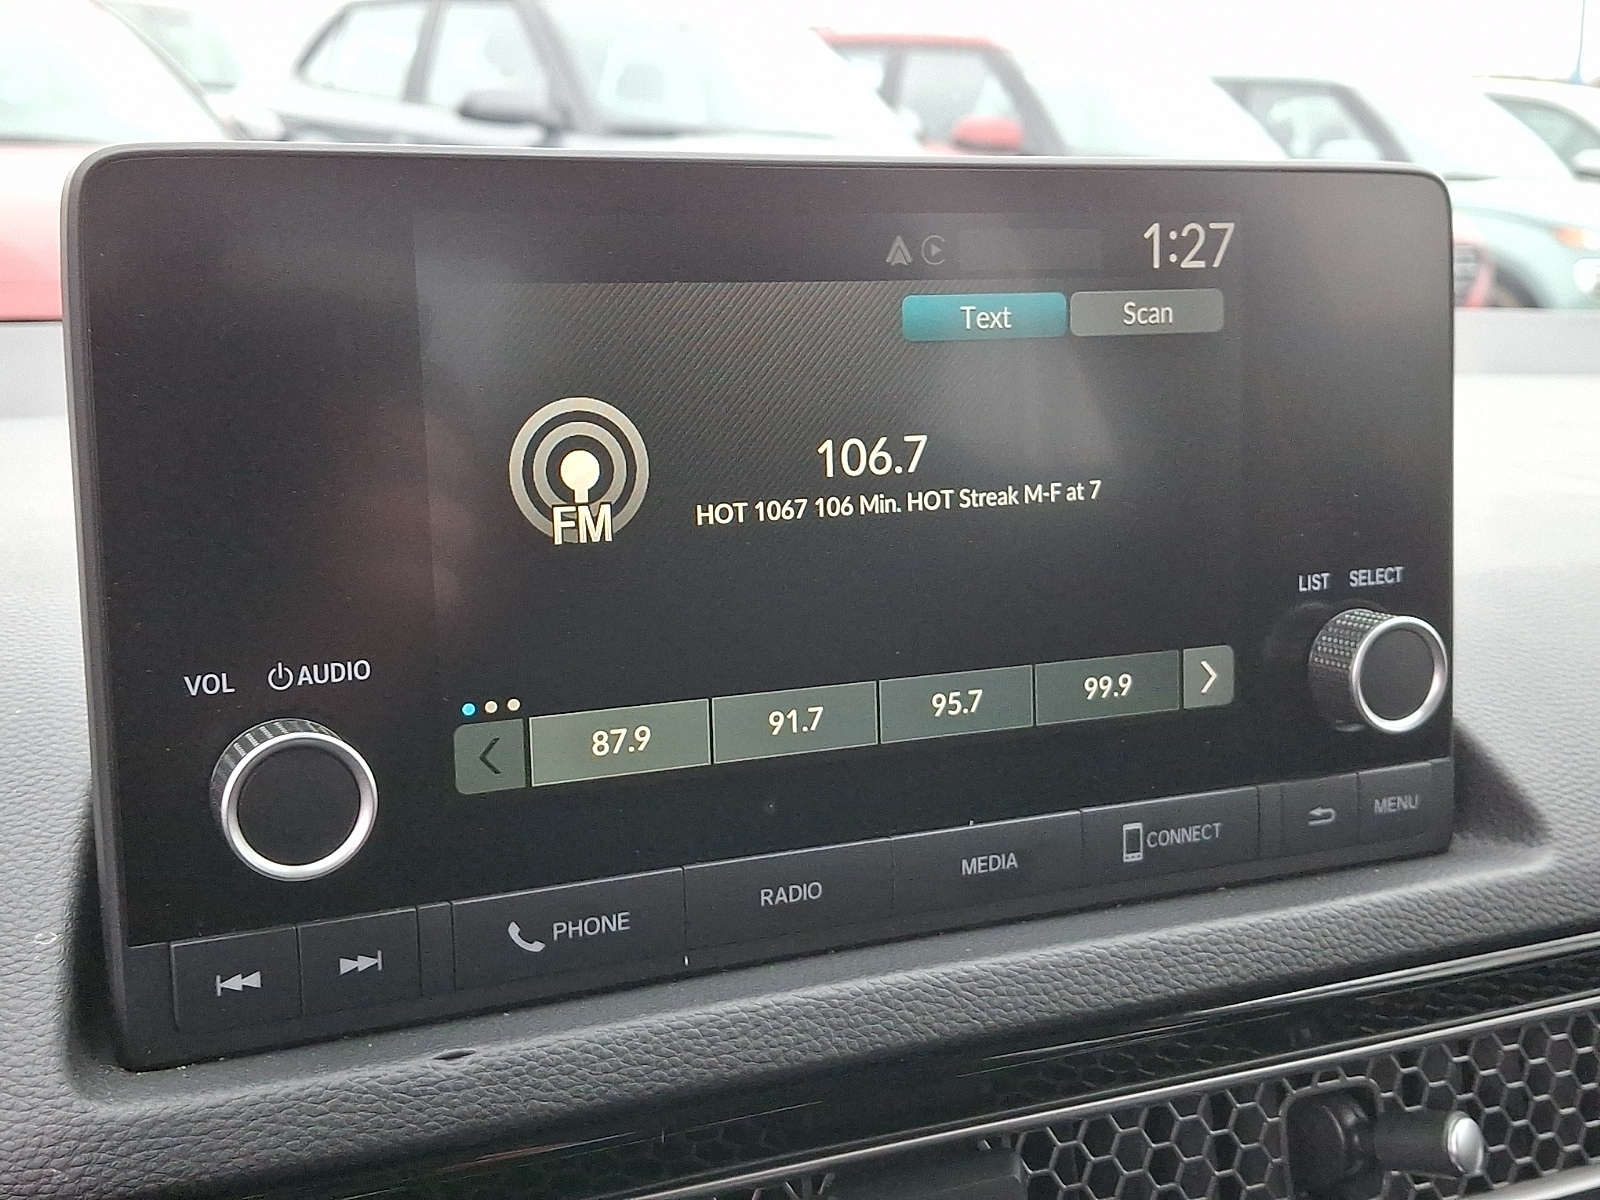 1:27
Text Scan
106.7
FM
HOT 1067 106 Min. HOT Streak M-F at 7
LIST SELECT
VOL AUDIO
87.9 91.7 95.7 99.9
PHONE RADIO MEDIA CONNECT MENU